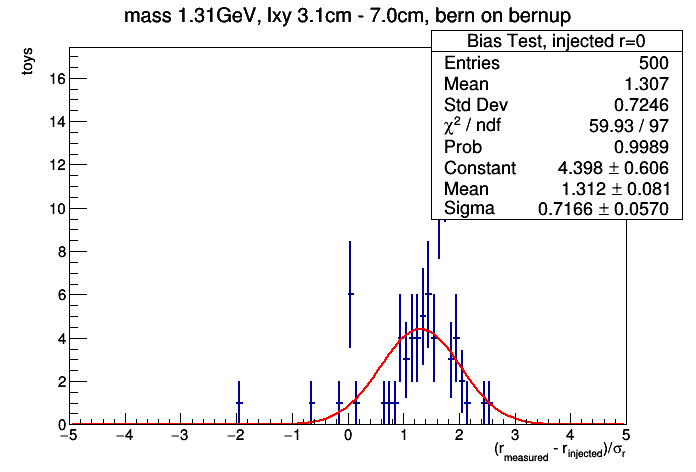 mass 1.31GeV, lxy 3.1cm - 7.0cm, bern on bernup
Bias Test, injected r=0
Entries 500
Mean 1.307
Std Dev 0.7246
χ² / ndf 59.93 / 97
Prob 0.9989
Constant 4.398 ± 0.606
Mean 1.312 ± 0.081
Sigma 0.7166 ± 0.0570
toys
16
14
12
10
8
6
4
2
0
−5 −4 −3 −2 −1 0 1 2 3 4 5
(r_measured - r_injected)/σ_r